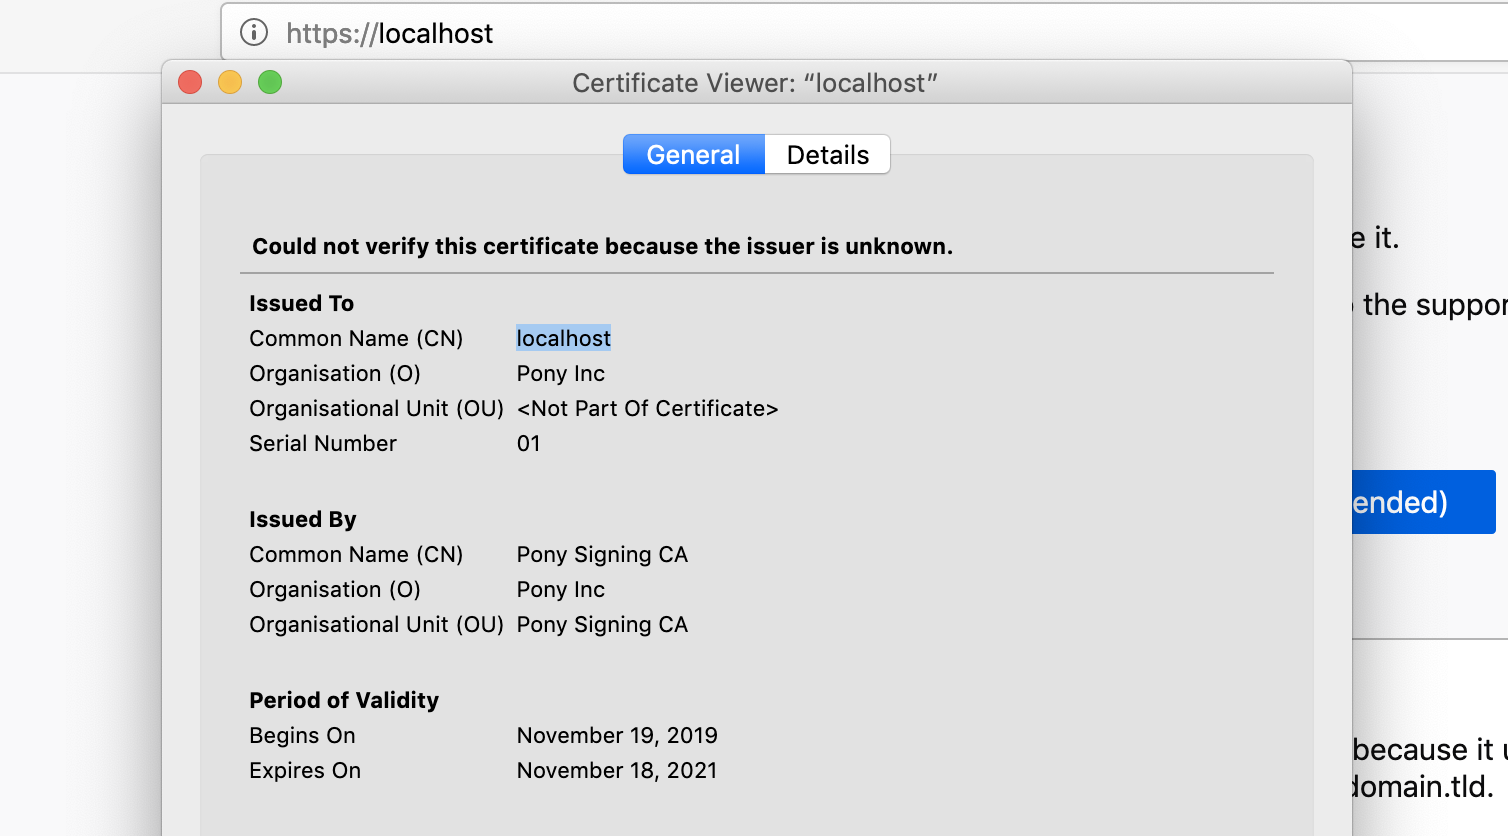 https://localhost
Certificate Viewer: “localhost”
General Details
Could not verify this certificate because the issuer is unknown.
Issued To
Common Name (CN) localhost
Organisation (O) Pony Inc
Organisational Unit (OU) <Not Part Of Certificate>
Serial Number 01
Issued By
Common Name (CN) Pony Signing CA
Organisation (O) Pony Inc
Organisational Unit (OU) Pony Signing CA
Period of Validity
Begins On November 19, 2019
Expires On November 18, 2021
it.
the
ended)
because it
domain.tld.